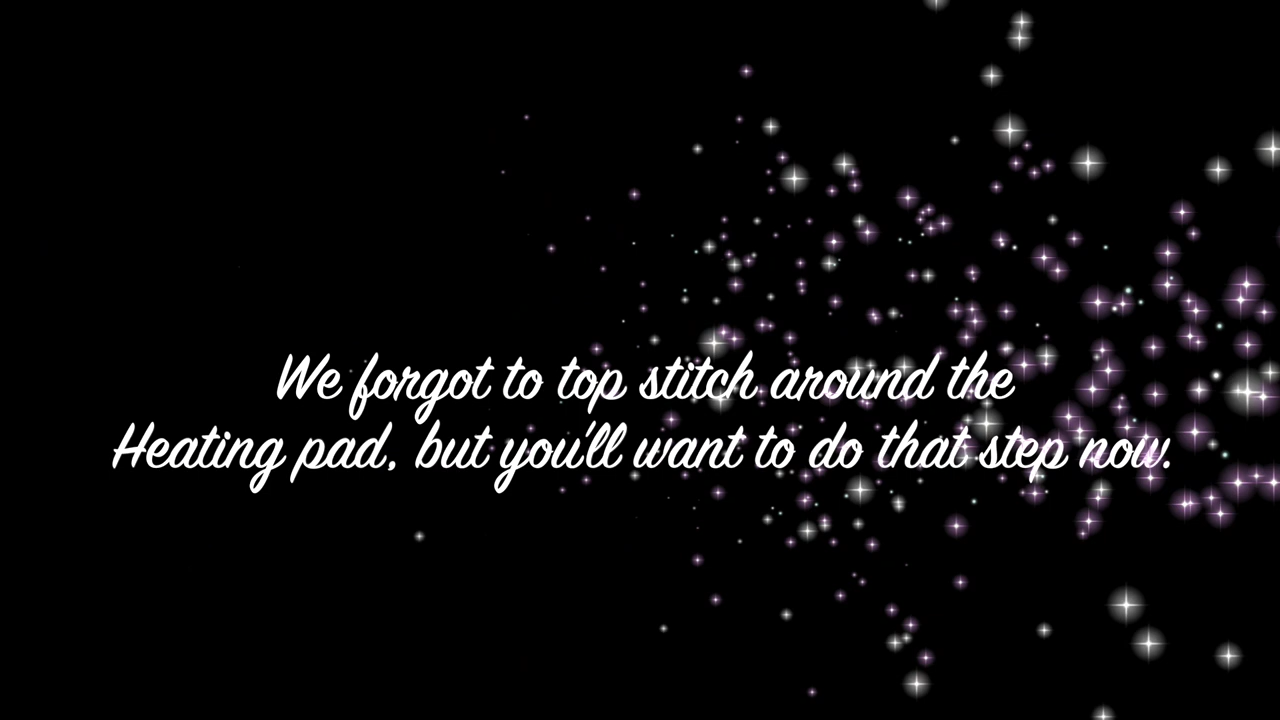 We forgot to top stitch around the
Heating pad, but you'll want to do that step now.